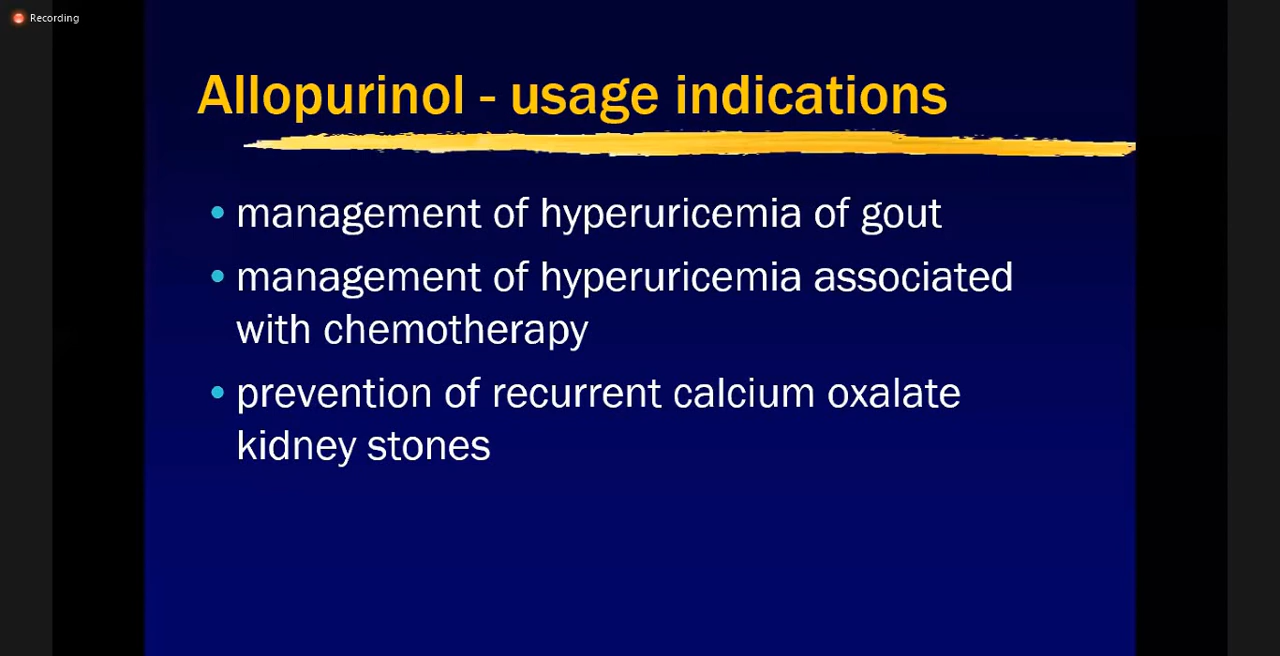 Recording
Allopurinol - usage indications
• management of hyperuricemia of gout
• management of hyperuricemia associated
with chemotherapy
• prevention of recurrent calcium oxalate
kidney stones